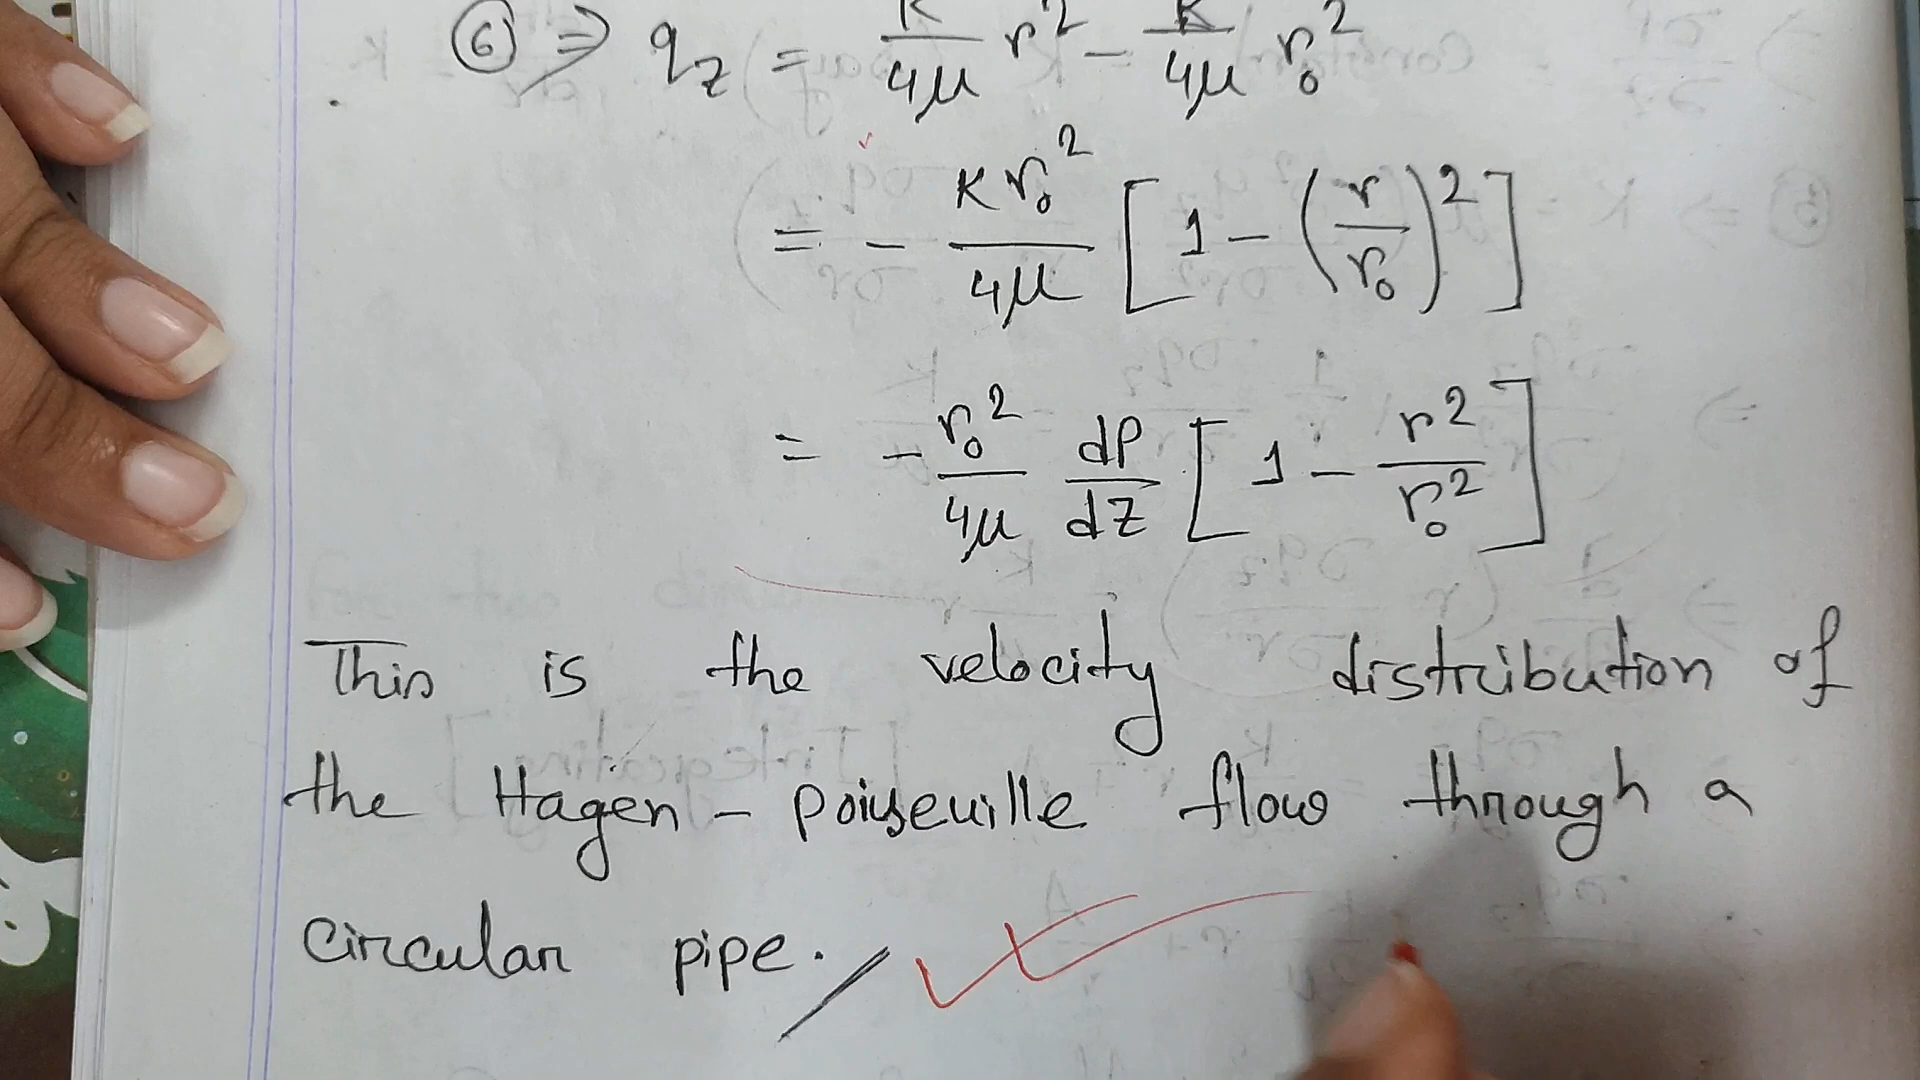 ⑥ ⇒ q_z = K/4μ r² − K/4μ r₀²
= − K r₀²/4μ [1 − (r/r₀)²]
= − r₀²/4μ dP/dZ [1 − r²/r₀²]
This is the velocity distribution of
the Hagen - Poiseuille flow through a
circular pipe.